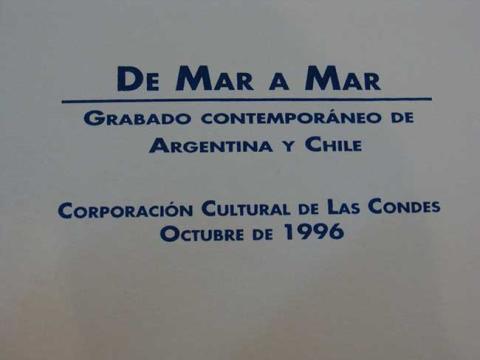 De Mar a Mar
Grabado contemporáneo de
Argentina y Chile
Corporación Cultural de Las Condes
Octubre de 1996